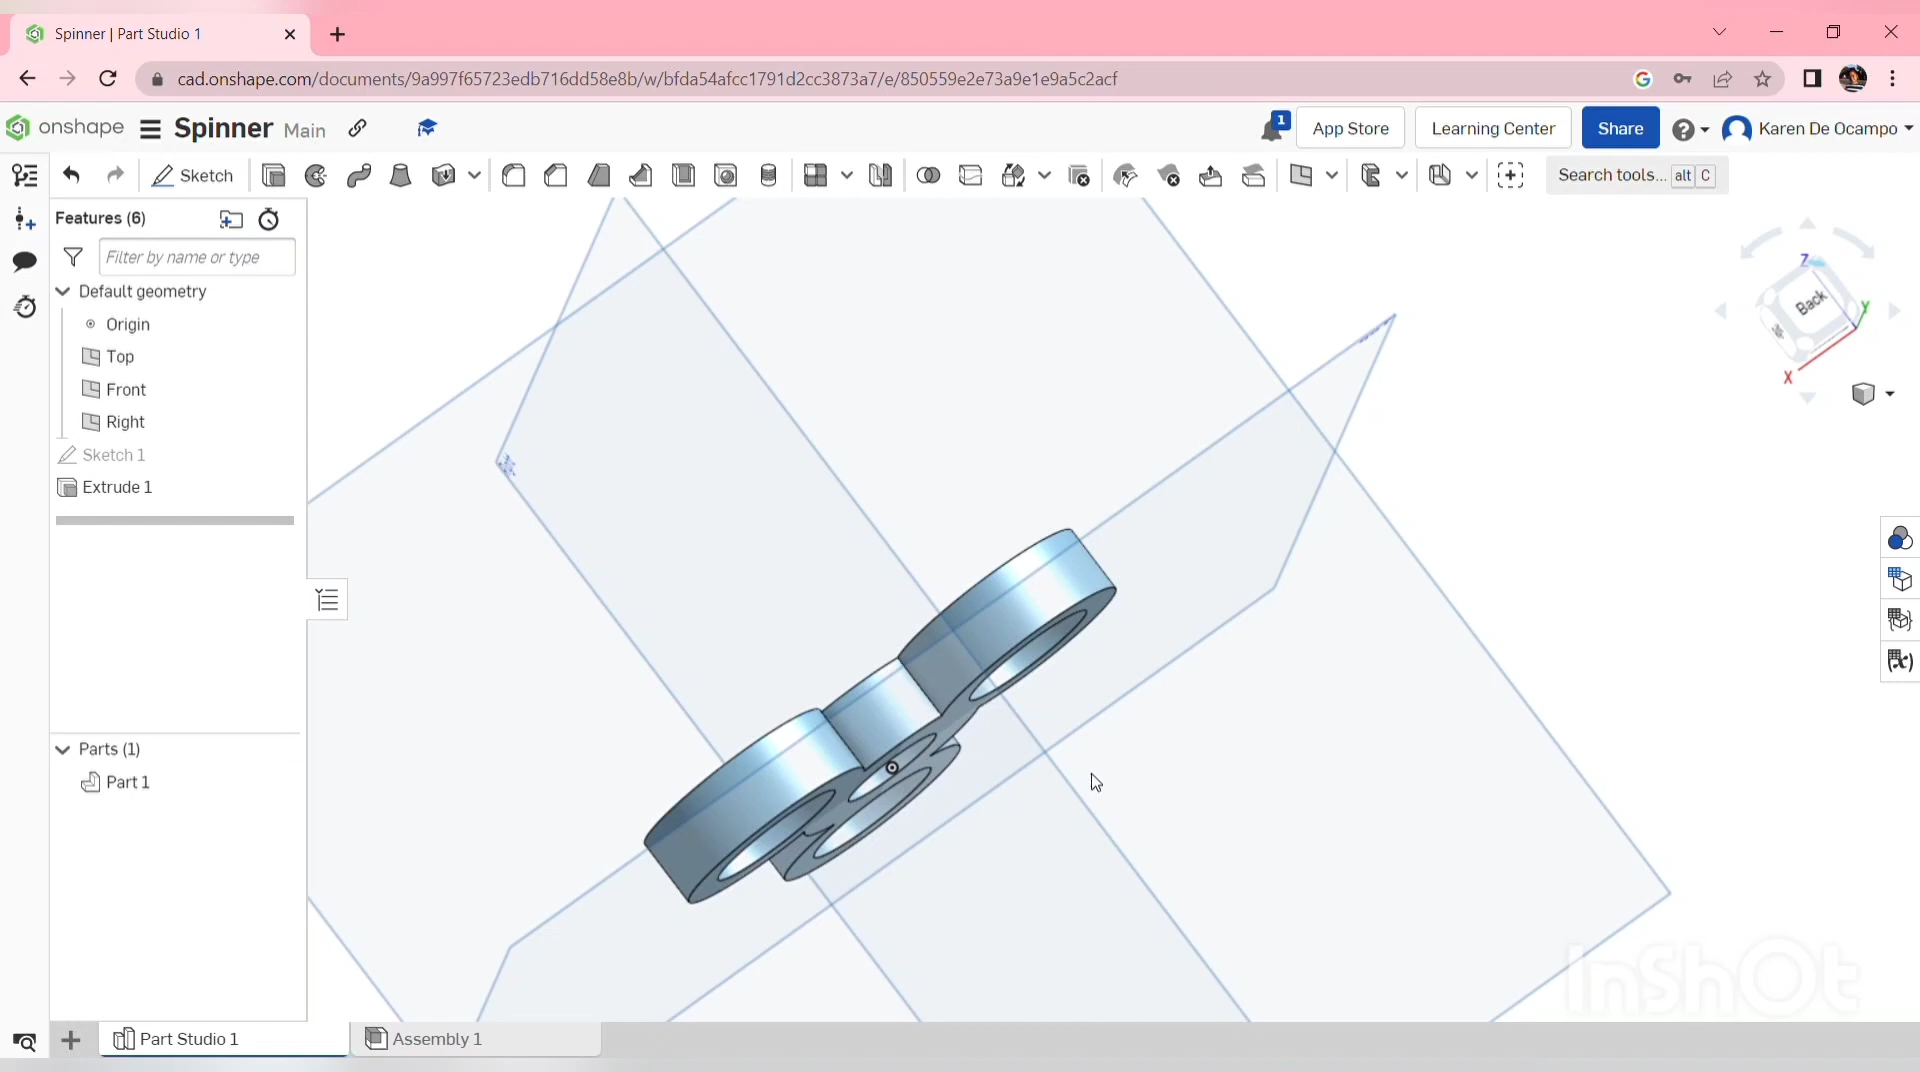 Spinner | Part Studio 1
cad.onshape.com/documents/9a997f65723edb716dd58e8b/w/bfda54afcc1791d2cc3873a7/e/850559e2e73a9e1e9a5c2acf
onshape Spinner Main
1
App Store
Learning Center
Share
Karen De Ocampo
Sketch
Search tools... alt C
Features (6)
Filter by name or type
Default geometry
Origin
Top
Front
Right
Sketch 1
Extrude 1
Z
Back
Y
X
Parts (1)
Part 1
InShOt
Part Studio 1
Assembly 1